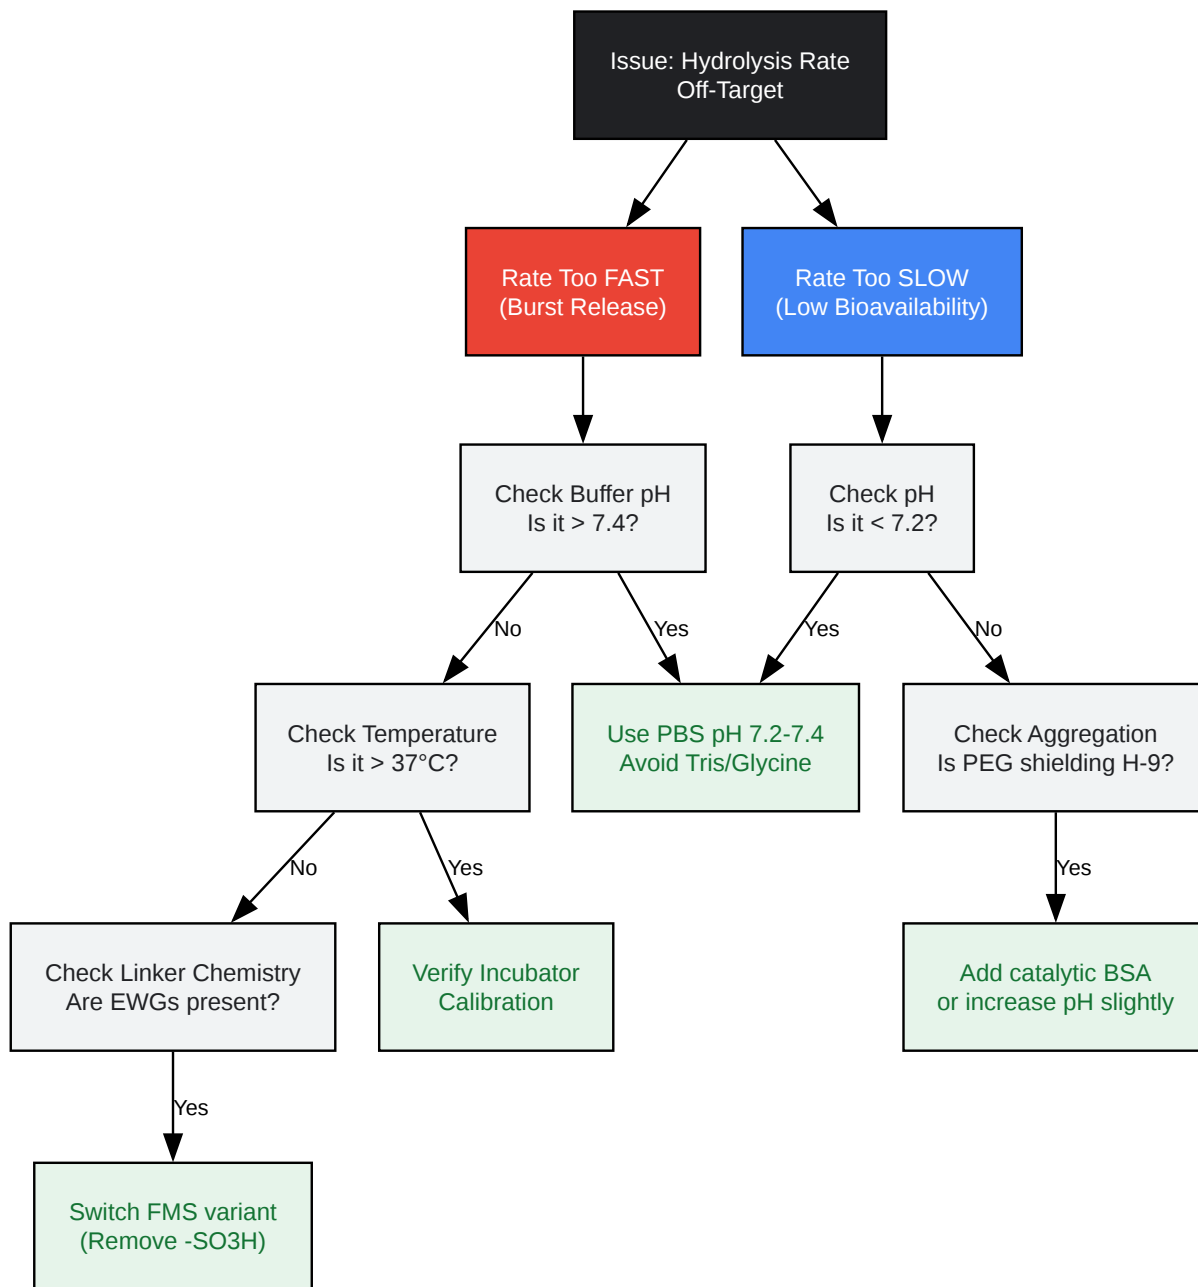 Issue: Hydrolysis Rate
Off-Target
Rate Too FAST
(Burst Release)
Rate Too SLOW
(Low Bioavailability)
Check Buffer pH
Is it > 7.4?
Check pH
Is it < 7.2?
No
Yes
Yes
No
Check Temperature
Is it > 37°C?
Use PBS pH 7.2-7.4
Avoid Tris/Glycine
Check Aggregation
Is PEG shielding H-9?
No
Yes
Yes
Check Linker Chemistry
Are EWGs present?
Verify Incubator
Calibration
Add catalytic BSA
or increase pH slightly
Yes
Switch FMS variant
(Remove -SO3H)